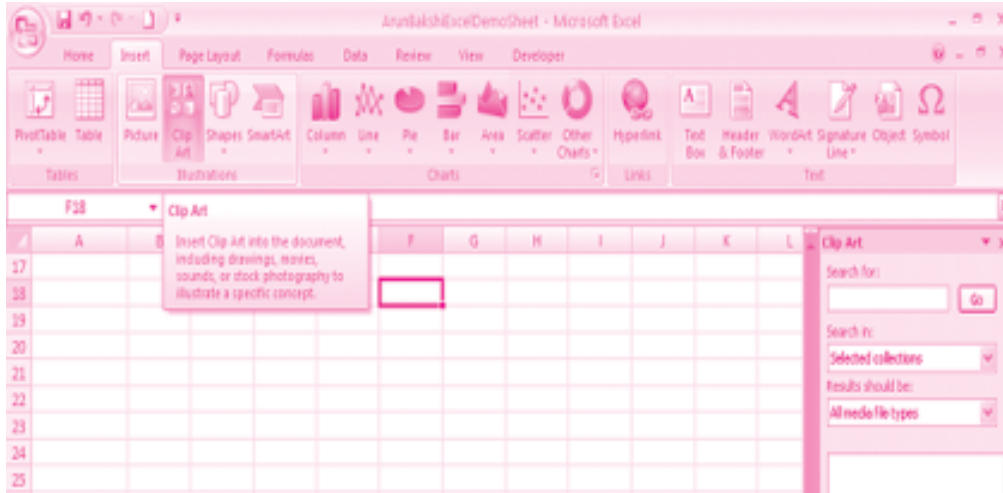 ArunBakshiExcelDemoSheet - Microsoft Excel
Home Insert Page Layout Formulas Data Review View Developer
PivotTable Table Picture Clip Art Shapes SmartArt Column Line Pie Bar Area Scatter Other Charts Hyperlink Text Box Header & Footer WordArt Signature Line Object Symbol
Tables Illustrations Charts Links Text
F18
Clip Art
Insert Clip Art into the document,
including drawings, movies,
sounds, or stock photography to
illustrate a specific concept.
A B F G H I J K L
17
18
19
20
21
22
23
24
25
Clip Art
Search for:
Go
Search in:
Selected collections
Results should be:
All media file types